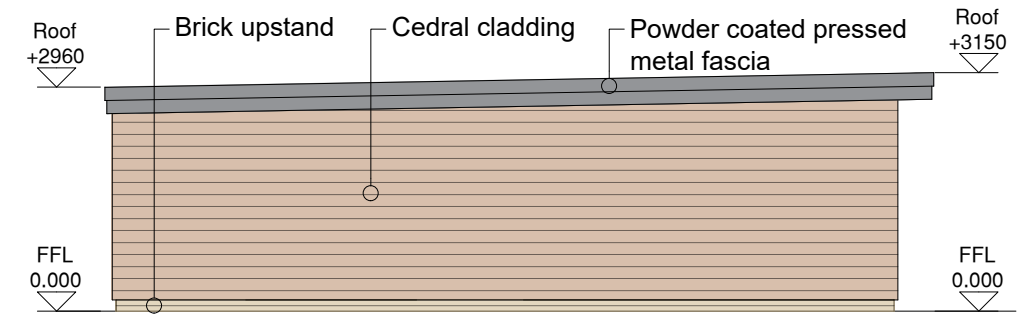 Roof
+2960
Brick upstand
Cedral cladding
Powder coated pressed
metal fascia
Roof
+3150
FFL
0.000
FFL
0.000